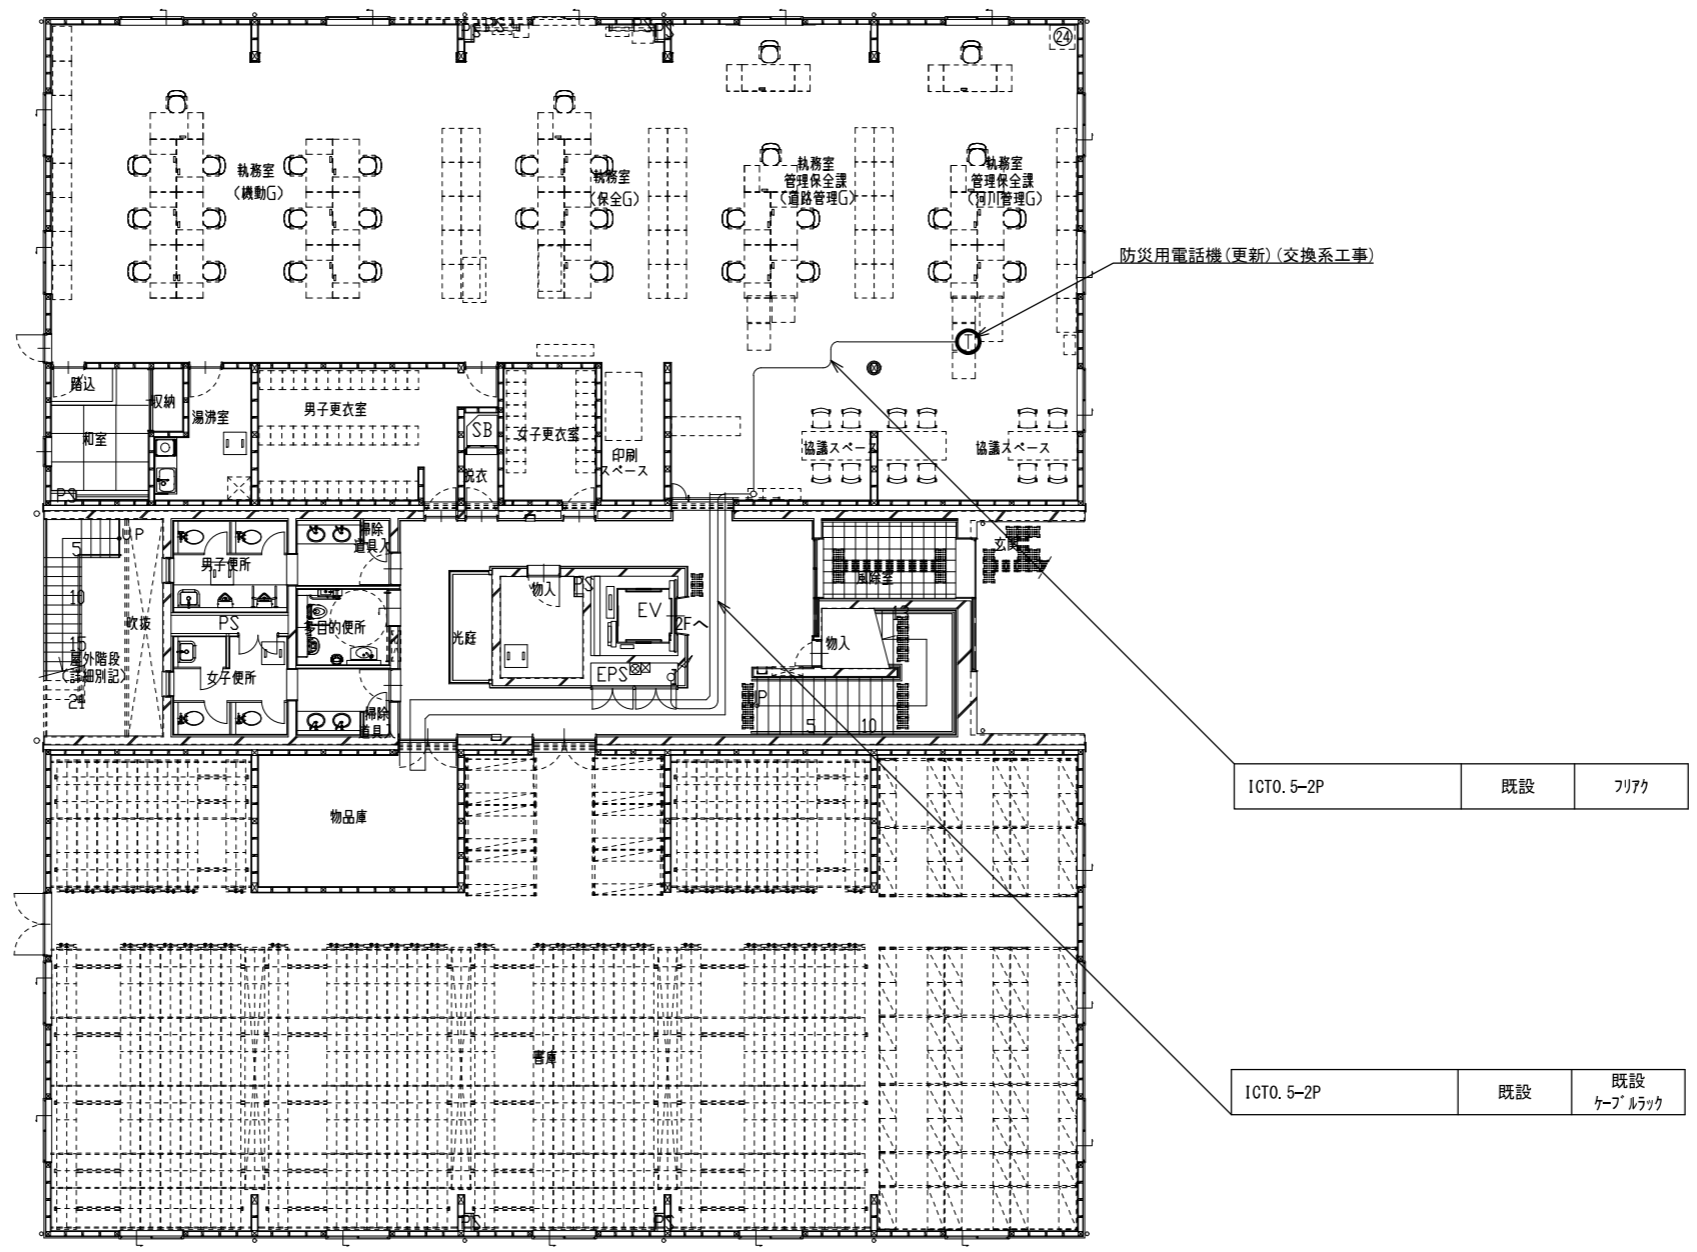 PS
PS
24
執務室
(機動G)
執務室
(保全G)
執務室
管理保全課
(道路管理G)
執務室
管理保全課
(河川管理G)
防災用電話機(更新)(交換系工事)
T
踏込
収納
湯沸室
和室
PS
男子更衣室
SB
脱衣
女子更衣室
印刷
スペース
協議スペース
協議スペース
UP
5
10
15
21
吹抜
屋外階段
(詳細別記)
男子便所
掃除
道具入
PS
多目的便所
女子便所
掃除
道具入
光庭
物入
PS
EV
2Fへ
EPS
風除室
玄関
物入
13
5
10
ICT0.5-2P 既設 フリアク
物品庫
書庫
ICT0.5-2P 既設 既設
ケーブルラック
PS
PS